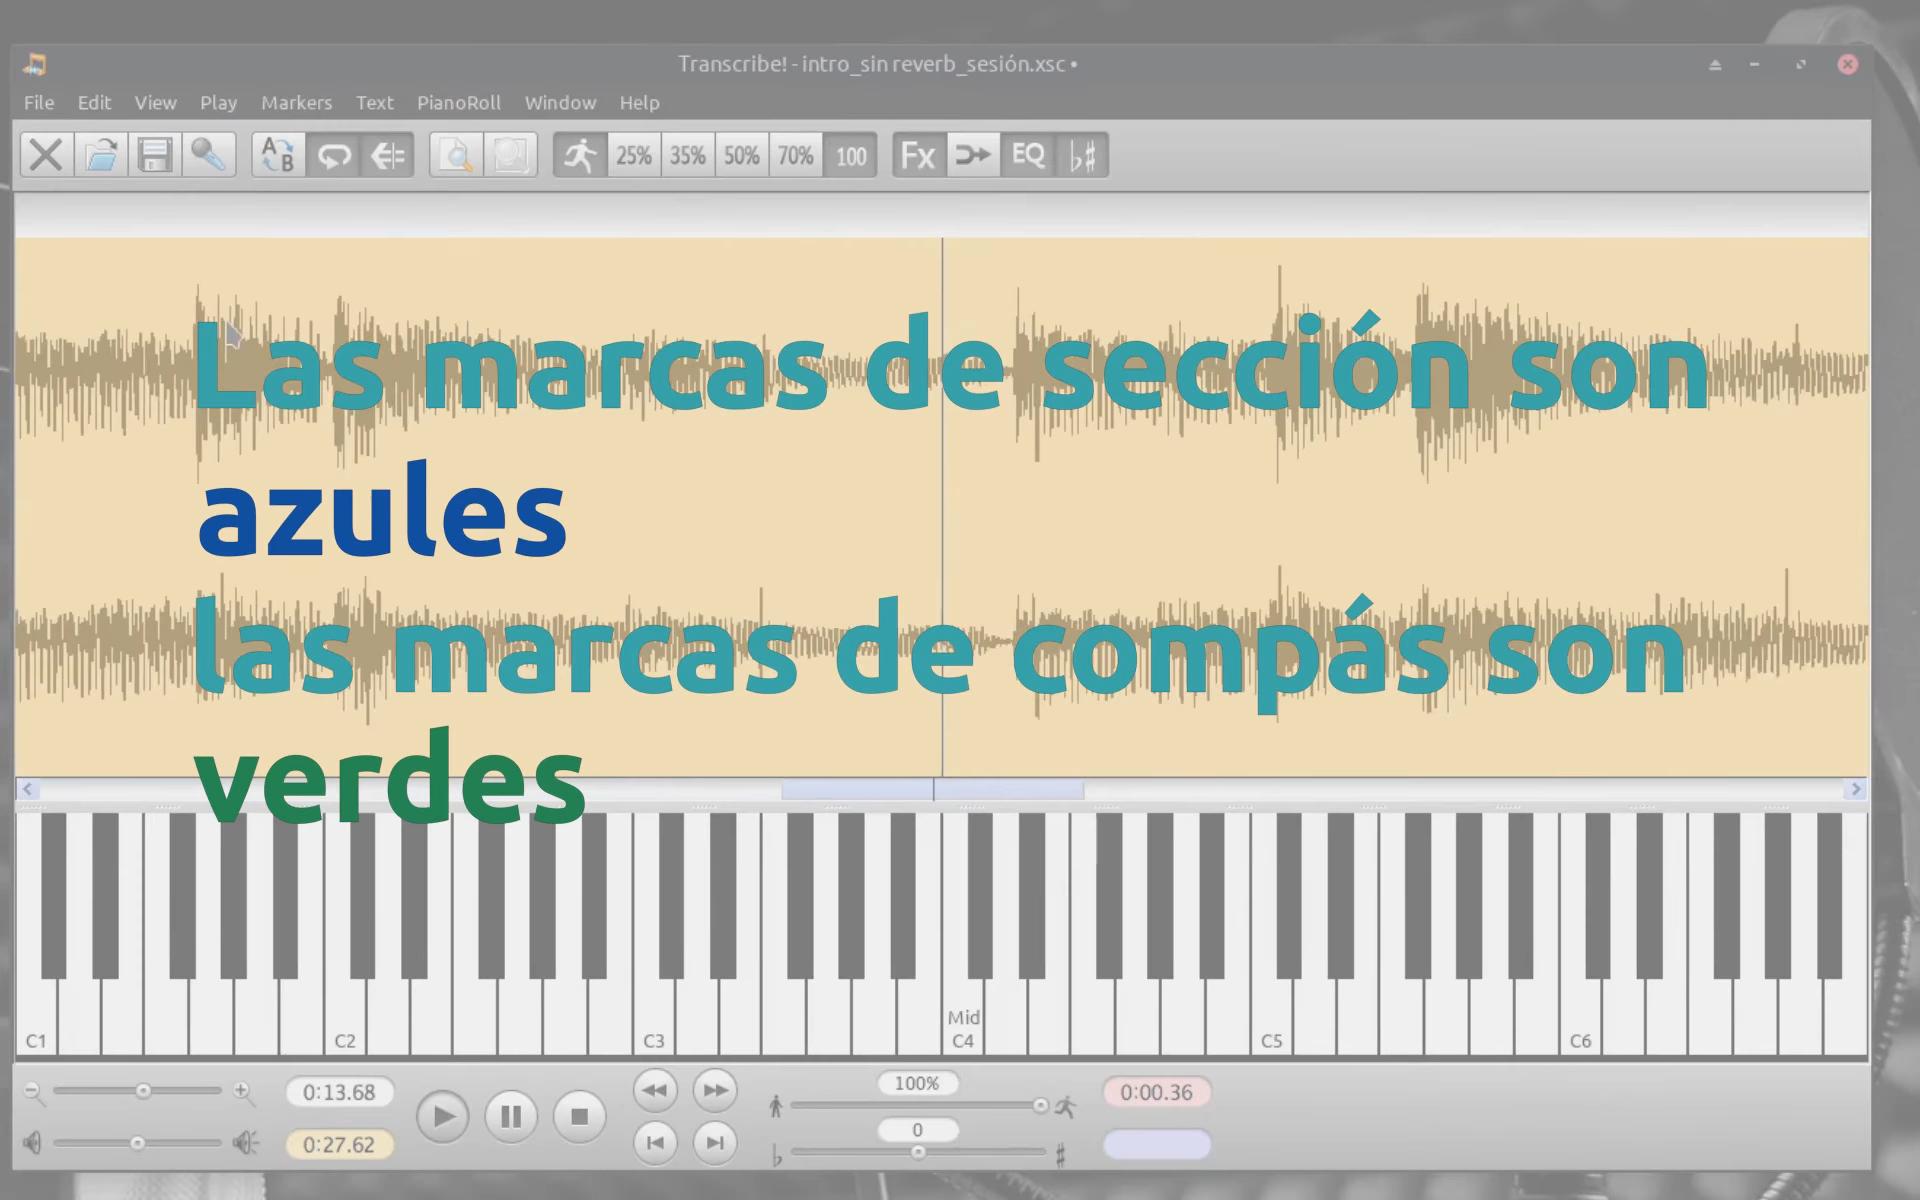 Transcribe! - intro_sin reverb_sesión.xsc •
File Edit View Play Markers Text PianoRoll Window Help
A B 25% 35% 50% 70% 100 Fx EQ ♭♯
Las marcas de sección son
azules
las marcas de compás son
verdes
Mid
C1 C2 C3 C4 C5 C6
0:13.68 100% 0:00.36
0:27.62 0